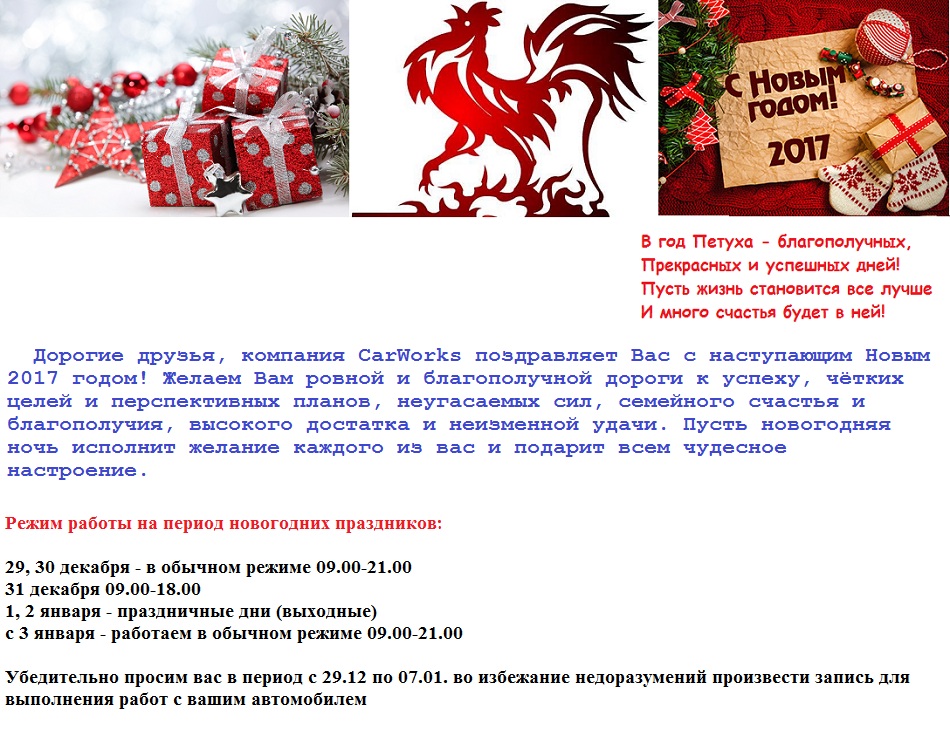 С Новым
годом!
2017
В год Петуха - благополучных,
Прекрасных и успешных дней!
Пусть жизнь становится все лучше
И много счастья будет в ней!
Дорогие друзья, компания CarWorks поздравляет Вас с наступающим Новым
2017 годом! Желаем Вам ровной и благополучной дороги к успеху, чётких
целей и перспективных планов, неугасаемых сил, семейного счастья и
благополучия, высокого достатка и неизменной удачи. Пусть новогодняя
ночь исполнит желание каждого из вас и подарит всем чудесное
настроение.
Режим работы на период новогодних праздников:
29, 30 декабря - в обычном режиме 09.00-21.00
31 декабря 09.00-18.00
1, 2 января - праздничные дни (выходные)
с 3 января - работаем в обычном режиме 09.00-21.00
Убедительно просим вас в период с 29.12 по 07.01. во избежание недоразумений произвести запись для
выполнения работ с вашим автомобилем